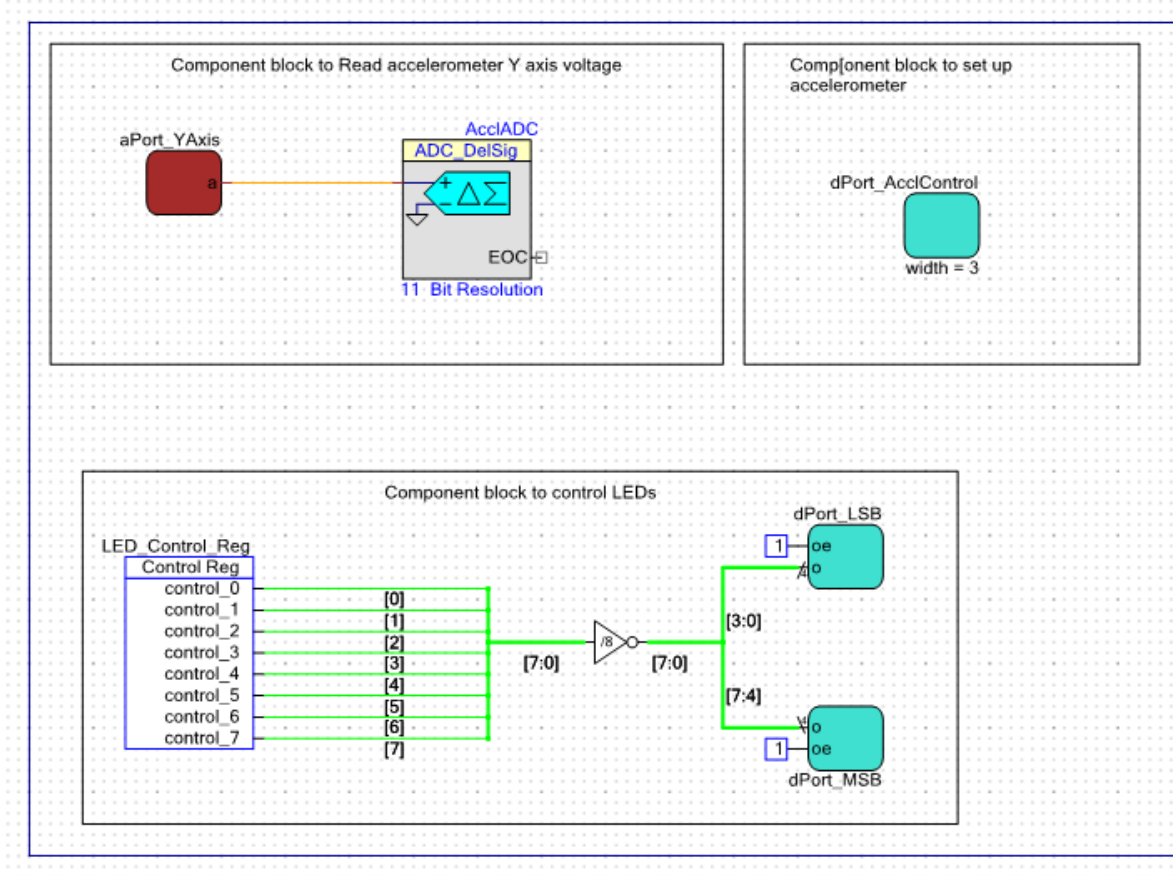 Component block to Read accelerometer Y axis voltage
aPort_YAxis
a
AcclADC
ADC_DelSig
+
-
ΔΣ
EOC
11 Bit Resolution
Comp[onent block to set up
accelerometer
dPort_AcclControl
width = 3
Component block to control LEDs
LED_Control_Reg
Control Reg
control_0
control_1
control_2
control_3
control_4
control_5
control_6
control_7
[0]
[1]
[2]
[3]
[4]
[5]
[6]
[7]
[7:0]
/8
[7:0]
[3:0]
[7:4]
dPort_LSB
1
oe
4
o
4
o
1
oe
dPort_MSB